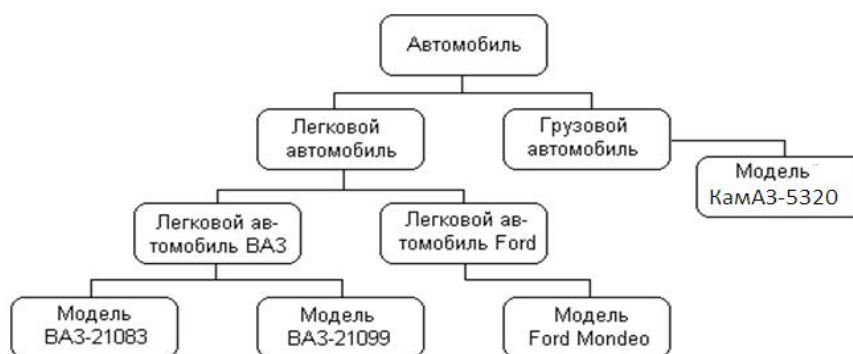 Автомобиль
Легковой
автомобиль
Грузовой
автомобиль
Модель
КамАЗ-5320
Легковой ав-
томобиль ВАЗ
Легковой ав-
томобиль Ford
Модель
ВАЗ-21083
Модель
ВАЗ-21099
Модель
Ford Mondeo